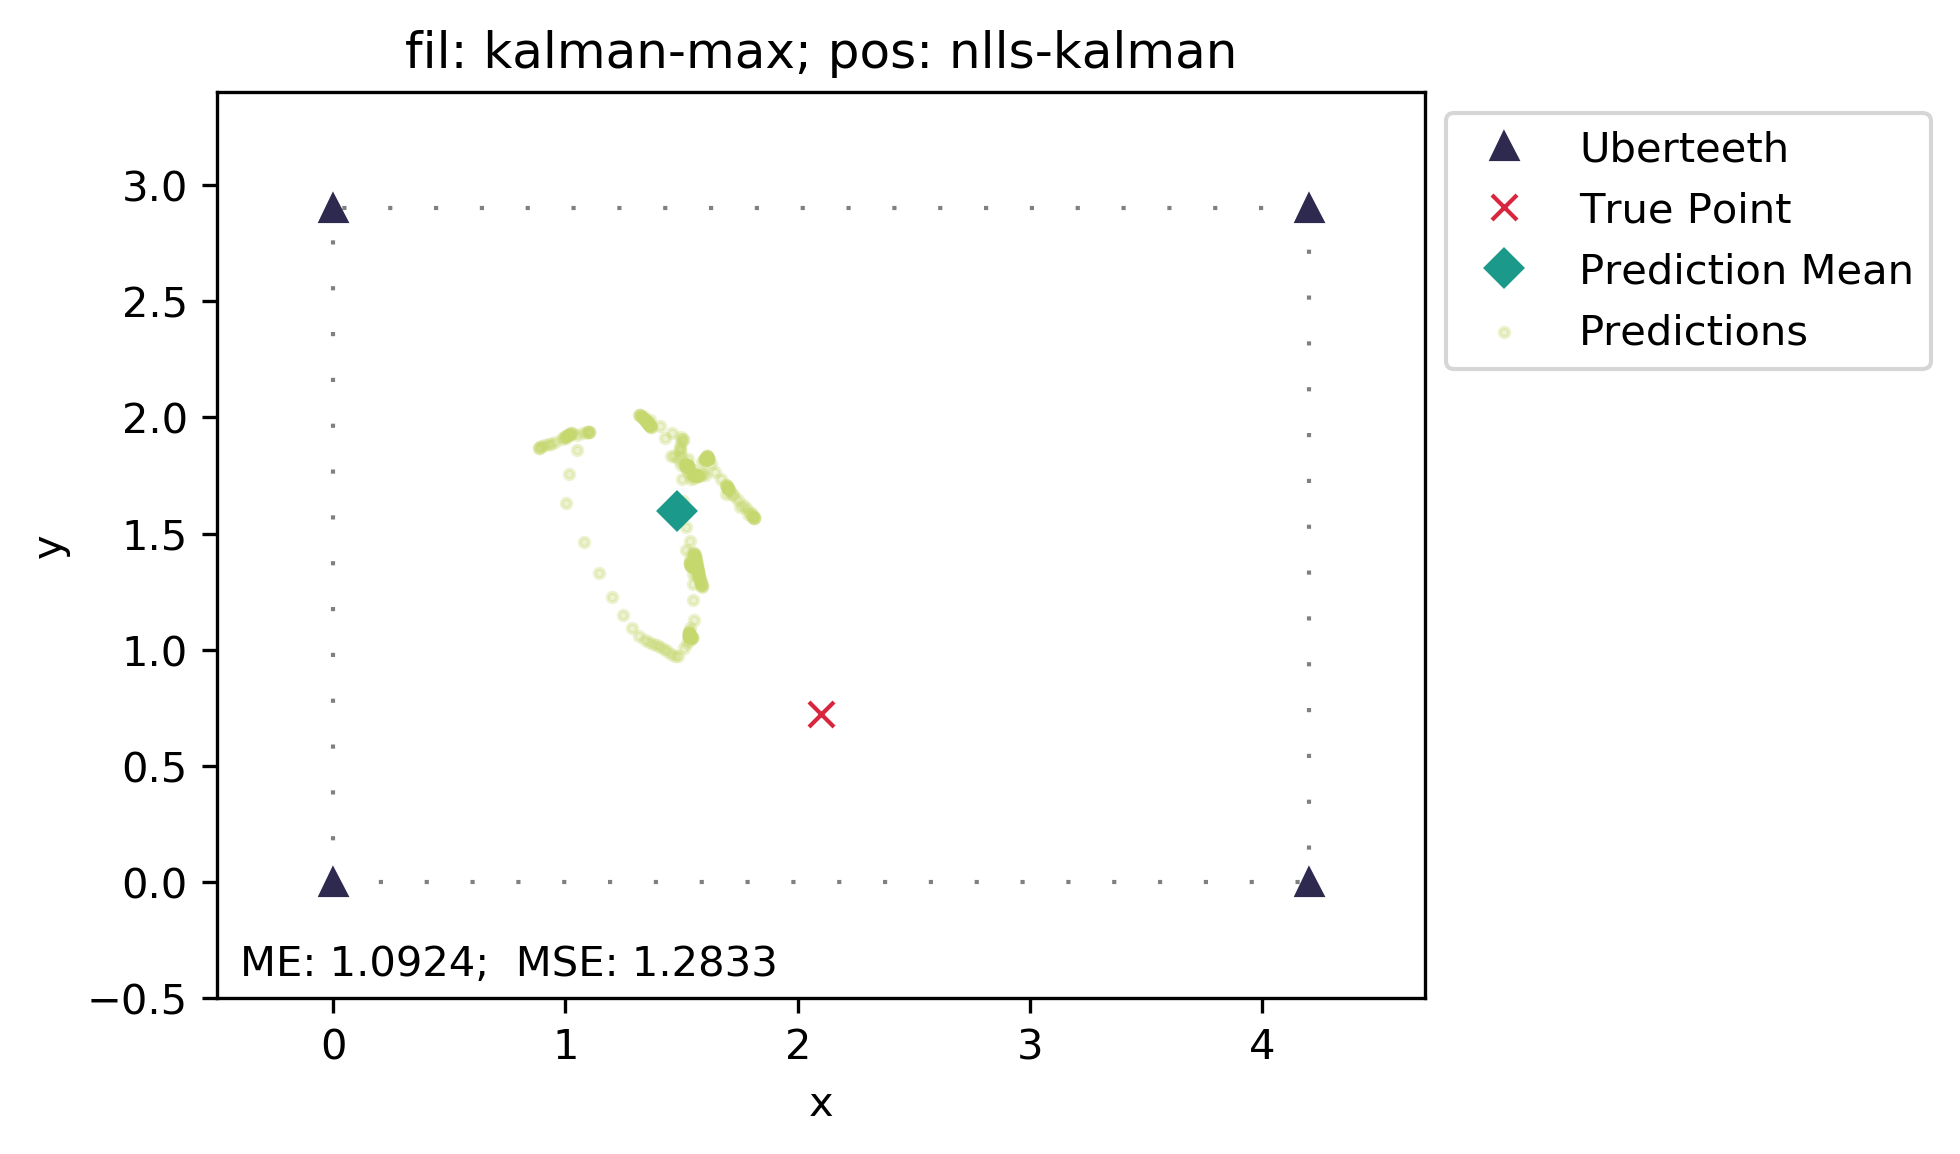 fil: kalman-max; pos: nlls-kalman
Uberteeth
True Point
Prediction Mean
Predictions
3.0
2.5
2.0
1.5
1.0
0.5
0.0
−0.5
y
ME: 1.0924;  MSE: 1.2833
0 1 2 3 4
x